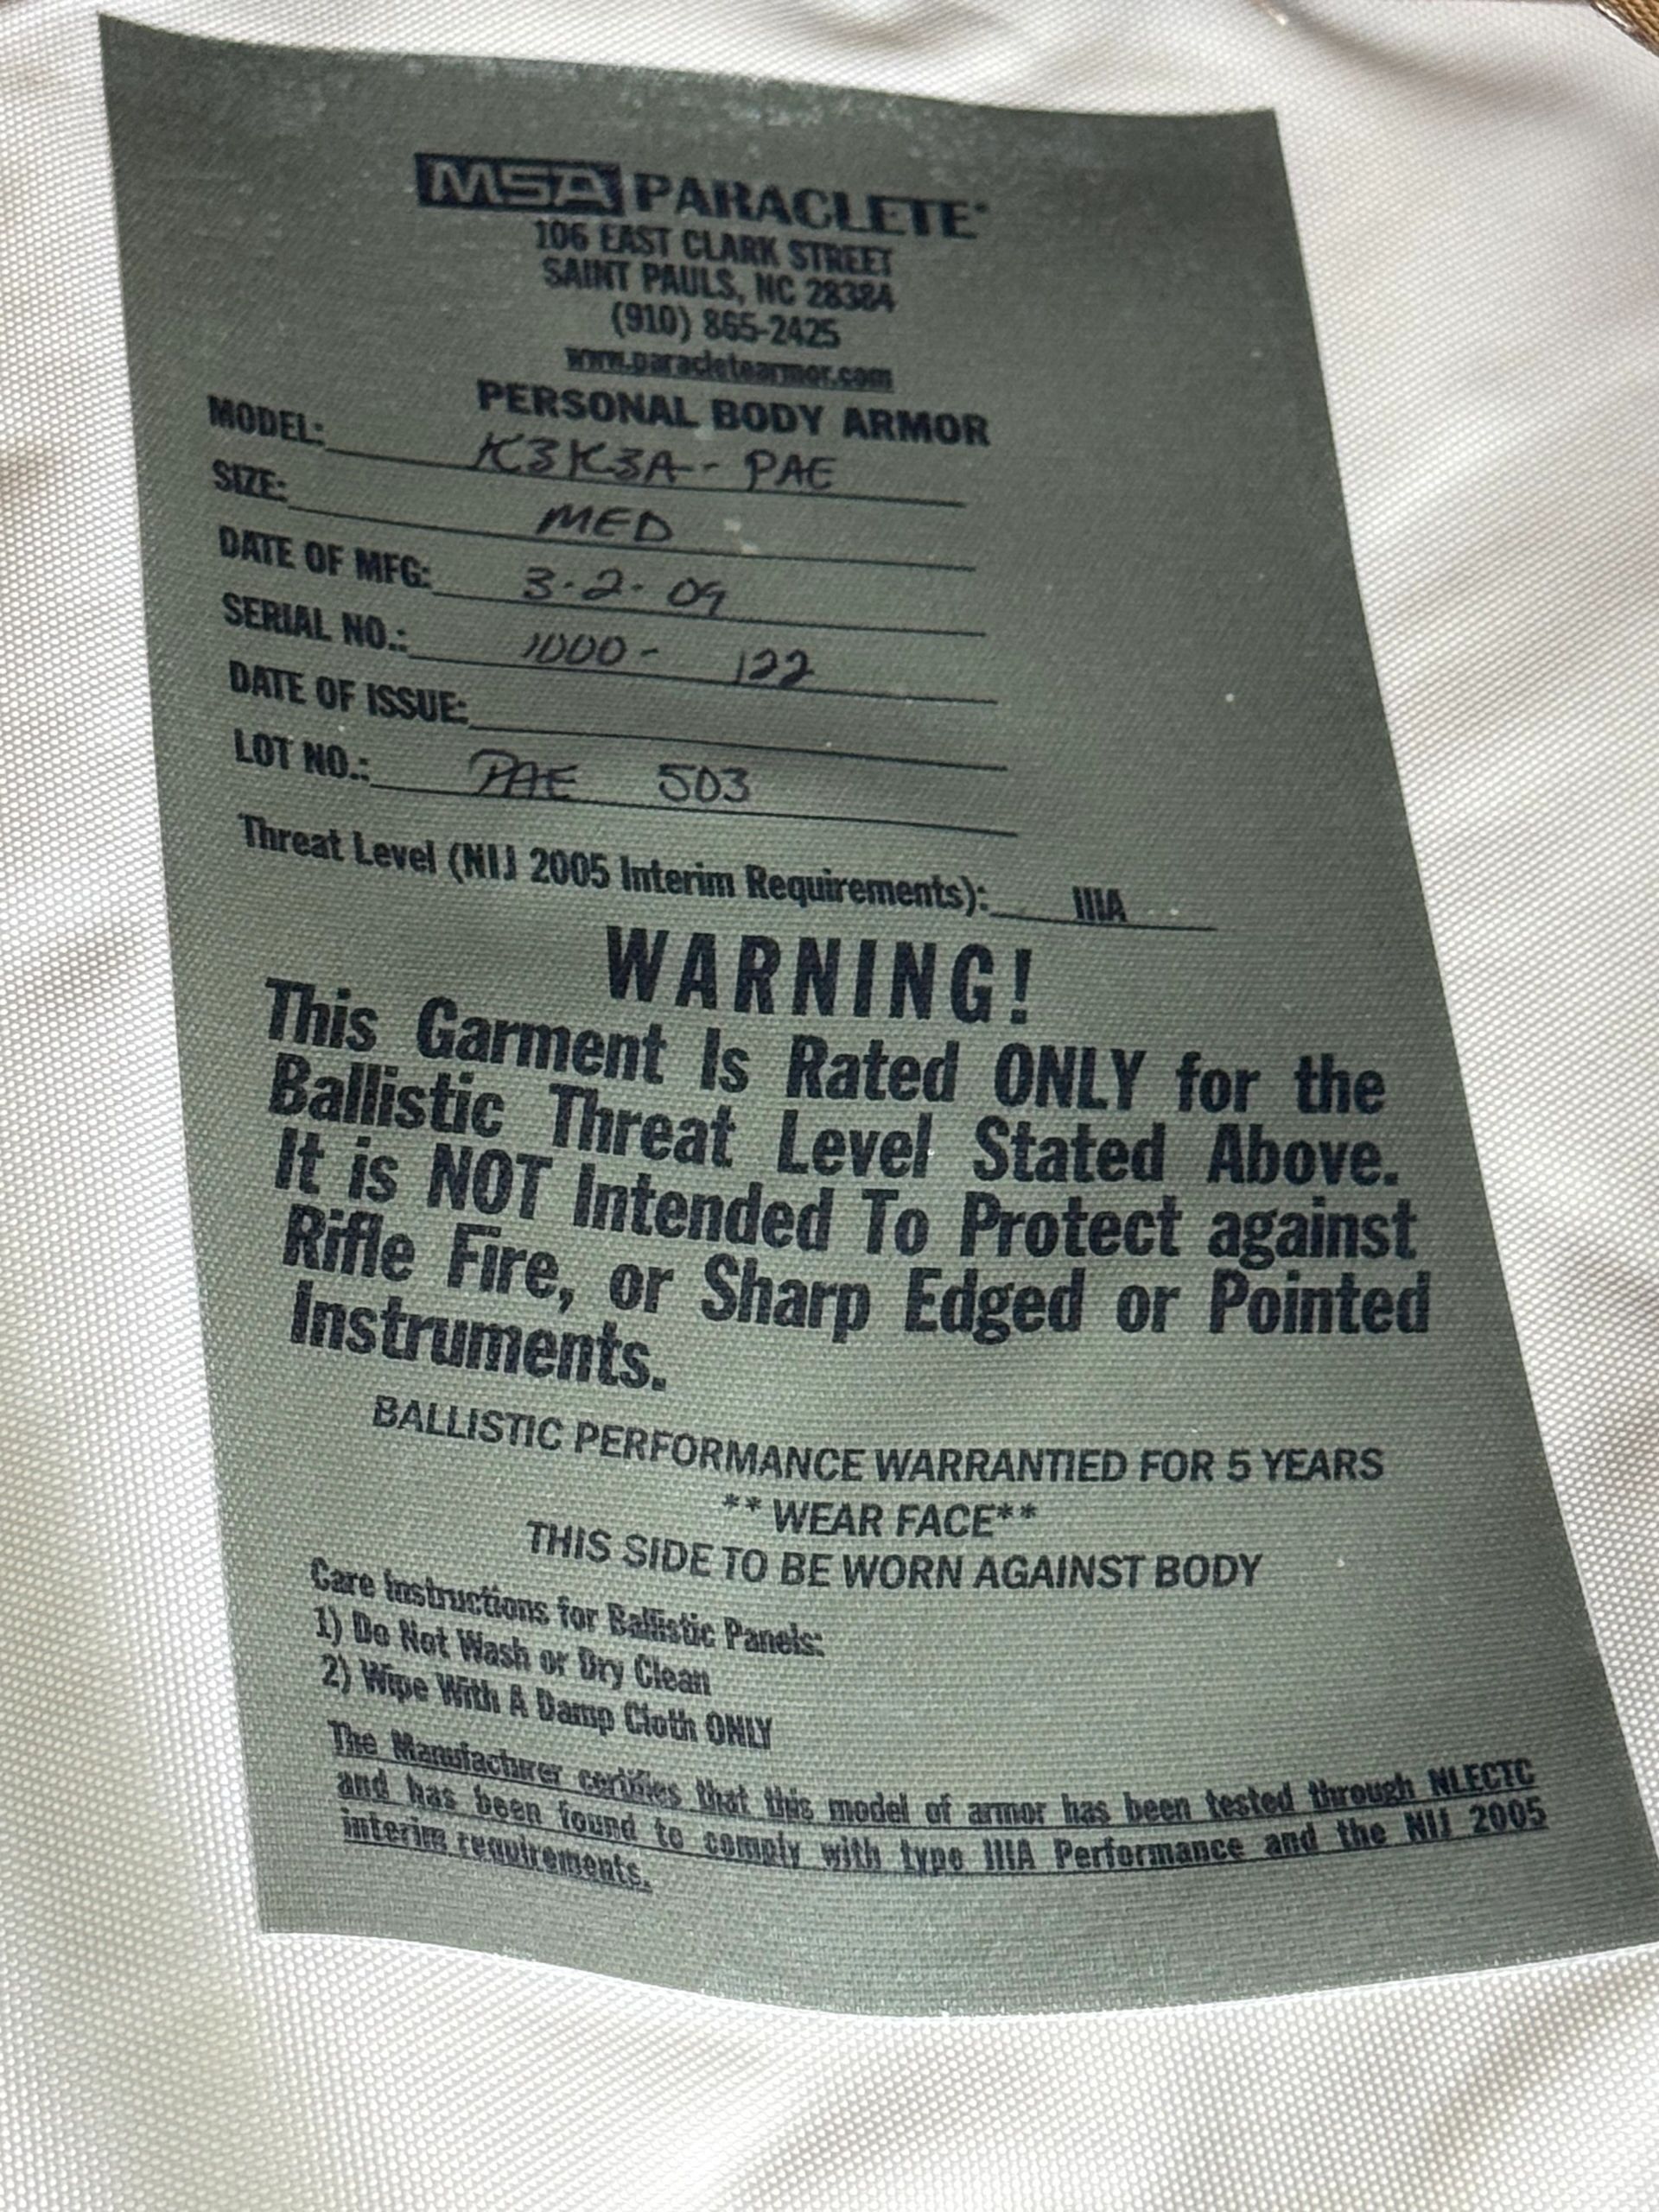 MSA PARACLETE®
106 EAST CLARK STREET
SAINT PAULS, NC 28384
(910) 865-2425
www.paracletearmor.com
PERSONAL BODY ARMOR
MODEL: K3K3A - PAE
SIZE: MED
DATE OF MFG: 3-2-09
SERIAL NO.: 1000 - 122
DATE OF ISSUE:
LOT NO.: PAE 503
Threat Level (NIJ 2005 Interim Requirements): IIIA
WARNING!
This Garment Is Rated ONLY for the
Ballistic Threat Level Stated Above.
It is NOT Intended To Protect against
Rifle Fire, or Sharp Edged or Pointed
Instruments.
BALLISTIC PERFORMANCE WARRANTIED FOR 5 YEARS
** WEAR FACE**
THIS SIDE TO BE WORN AGAINST BODY
Care Instructions for Ballistic Panels:
1) Do Not Wash or Dry Clean
2) Wipe With A Damp Cloth ONLY
The Manufacturer certifies that this model of armor has been tested through NLECTC
and has been found to comply with type IIIA Performance and the NIJ 2005
interim requirements.